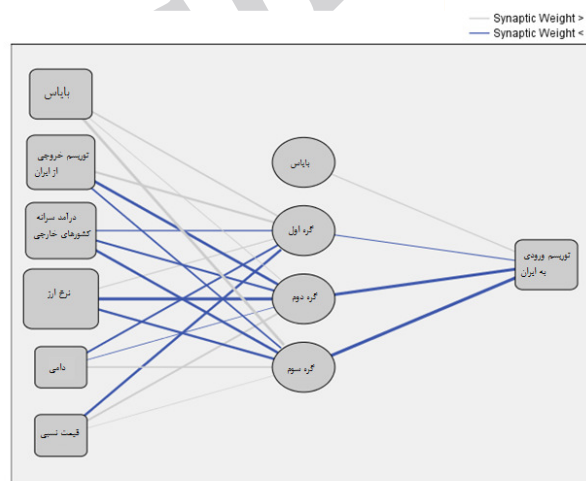 Synaptic Weight >
Synaptic Weight <
بایاس
توریسم خروجی
از ایران
درآمد سرانه
کشورهای خارجی
نرخ ارز
دامی
قیمت نسبی
بایاس
گره اول
گره دوم
گره سوم
توریسم ورودی
به ایران